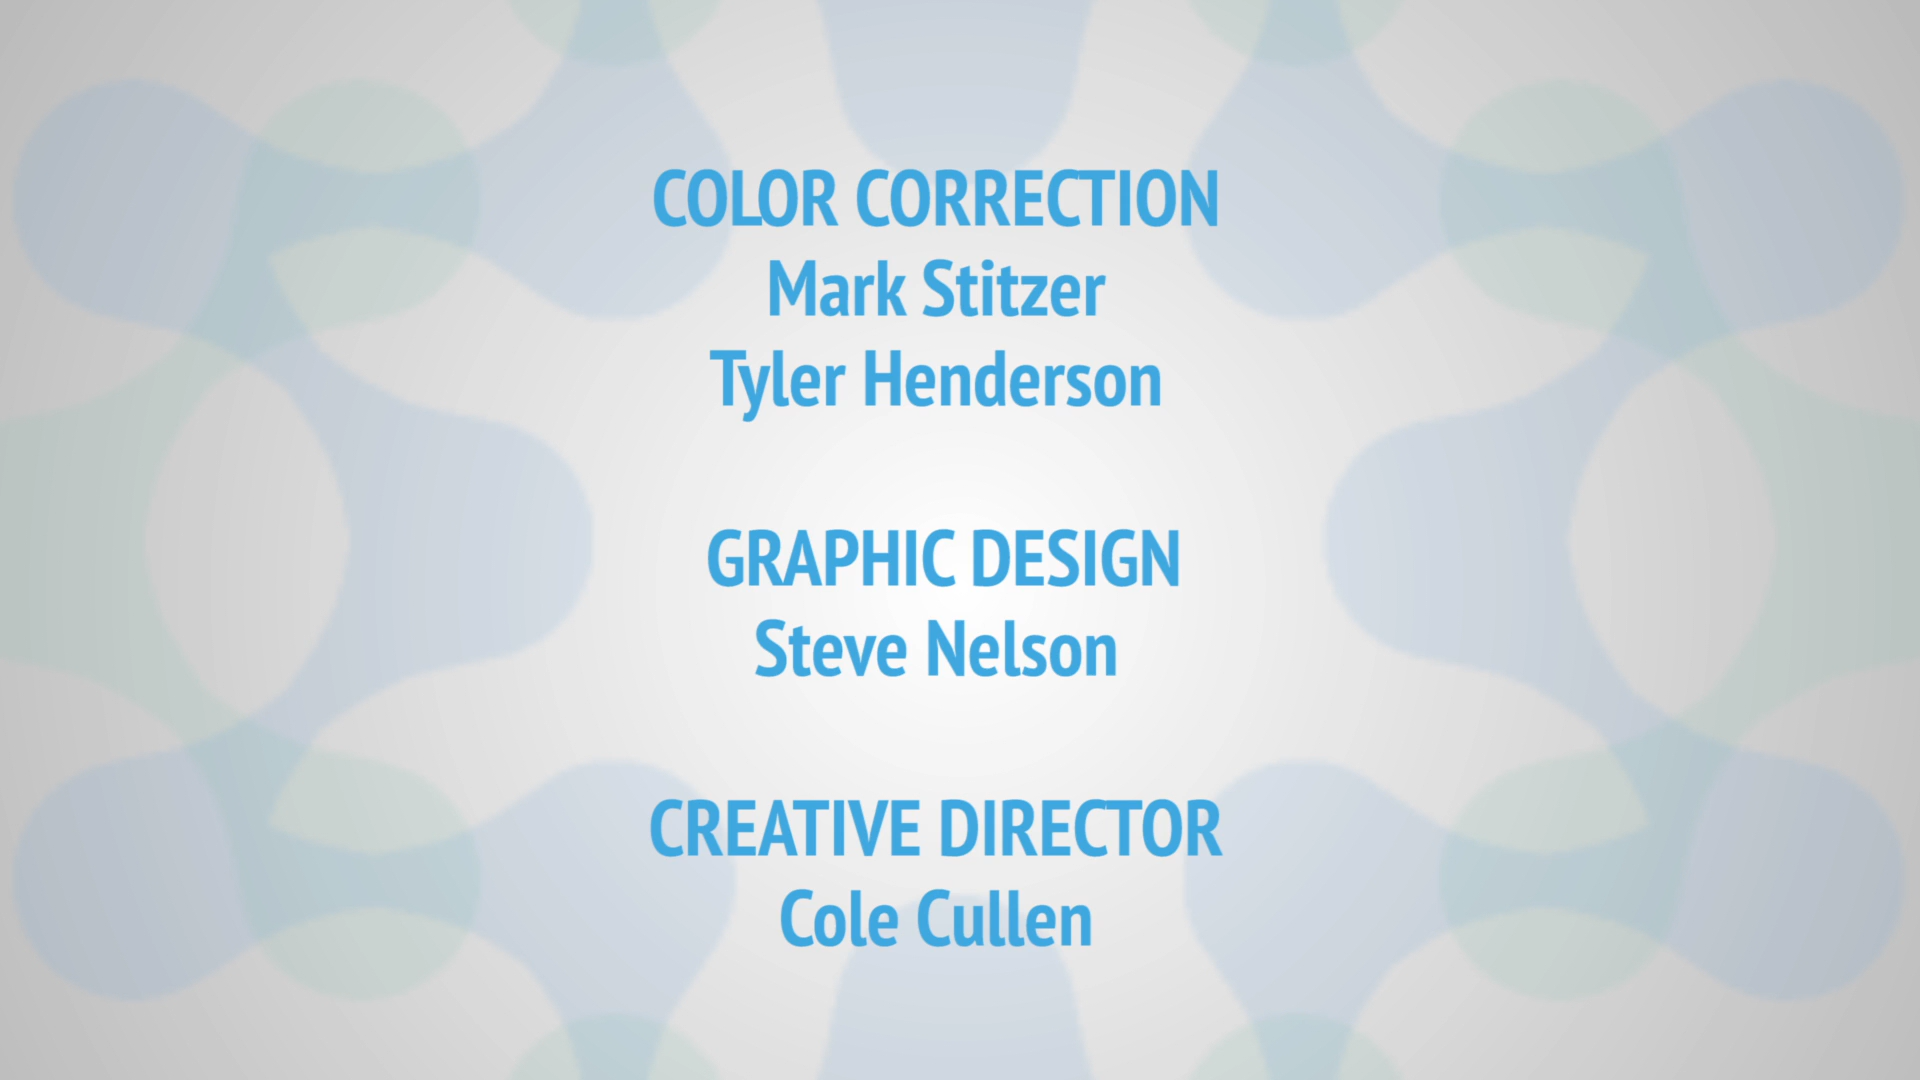 COLOR CORRECTION
Mark Stitzer
Tyler Henderson
GRAPHIC DESIGN
Steve Nelson
CREATIVE DIRECTOR
Cole Cullen